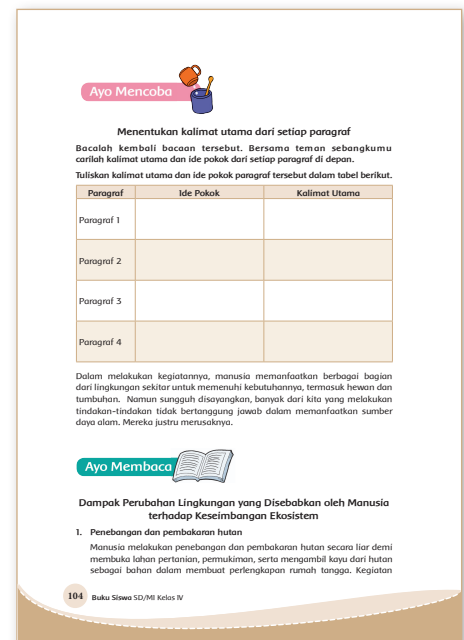 Ayo Mencoba
Menentukan kalimat utama dari setiap paragraf
Bacalah kembali bacaan tersebut. Bersama teman sebangkumu
carilah kalimat utama dan ide pokok dari setiap paragraf di depan.
Tuliskan kalimat utama dan ide pokok paragraf tersebut dalam tabel berikut.
Paragraf Ide Pokok Kalimat Utama
Paragraf 1
Paragraf 2
Paragraf 3
Paragraf 4
Dalam melakukan kegiatannya, manusia memanfaatkan berbagai bagian
dari lingkungan sekitar untuk memenuhi kebutuhannya, termasuk hewan dan
tumbuhan. Namun sungguh disayangkan, banyak dari kita yang melakukan
tindakan-tindakan tidak bertanggung jawab dalam memanfaatkan sumber
daya alam. Mereka justru merusaknya.
Ayo Membaca
Dampak Perubahan Lingkungan yang Disebabkan oleh Manusia
terhadap Keseimbangan Ekosistem
1. Penebangan dan pembakaran hutan
Manusia melakukan penebangan dan pembakaran hutan secara liar demi
membuka lahan pertanian, permukiman, serta mengambil kayu dari hutan
sebagai bahan dalam membuat perlengkapan rumah tangga. Kegiatan
104 Buku Siswa SD/MI Kelas IV